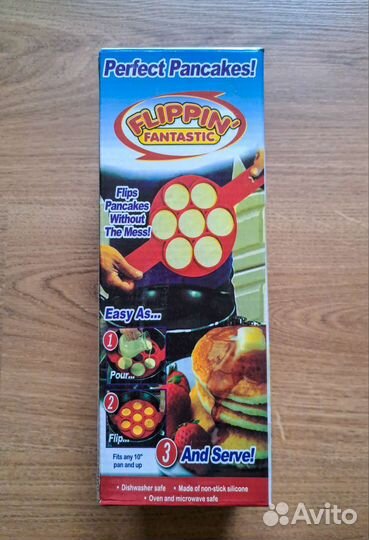 Perfect Pancakes!
FLIPPIN'
FANTASTIC
Flips
Pancakes
Without
The Mess!
Easy As...
1
Pour...
2
Flip...
3 And Serve!
Fits any 10"
pan and up
• Dishwasher safe • Made of non-stick silicone
• Oven and microwave safe
Avito